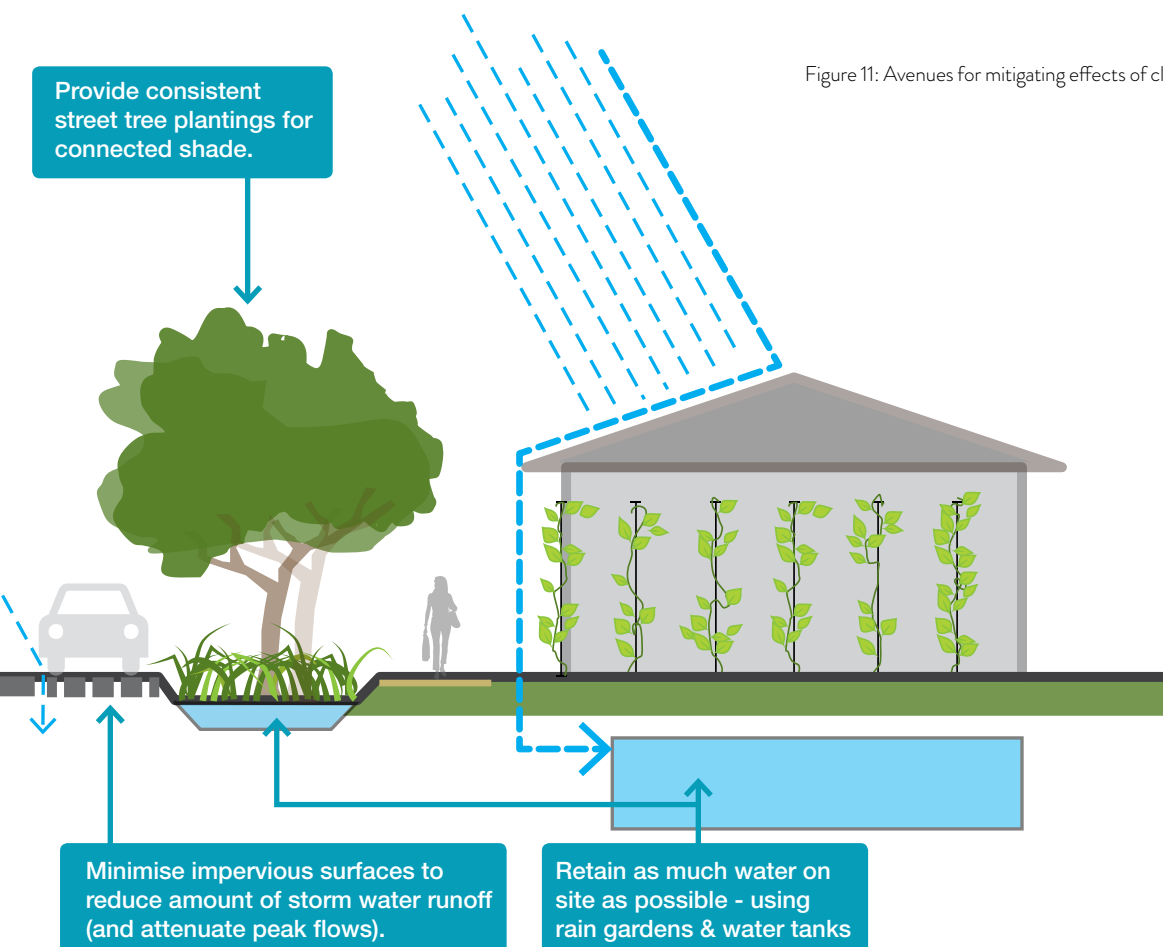 Figure 11: Avenues for mitigating effects of
Provide consistent
street tree plantings for
connected shade.
Minimise impervious surfaces to
reduce amount of storm water runoff
(and attenuate peak flows).
Retain as much water on
site as possible - using
rain gardens & water tanks